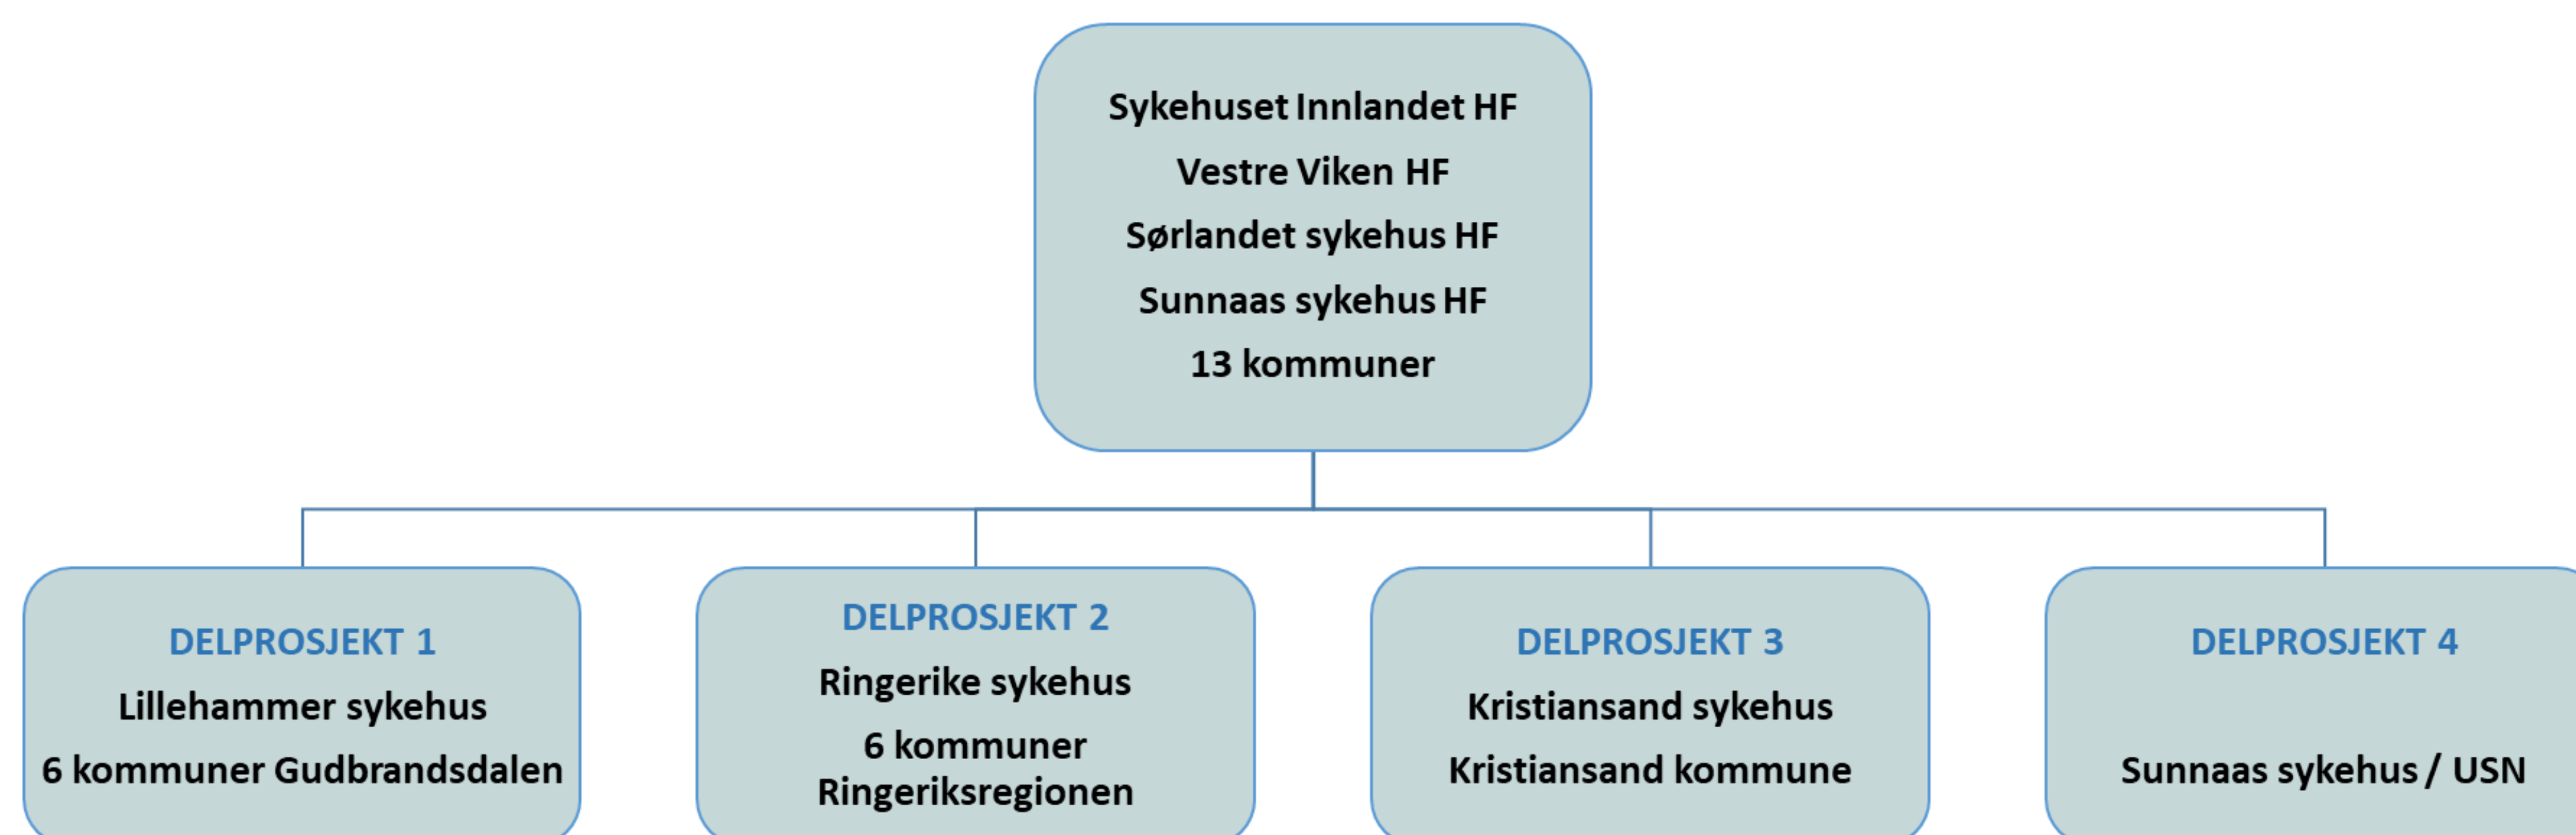 Sykehuset Innlandet HF
Vestre Viken HF
Sørlandet sykehus HF
Sunnaas sykehus HF
13 kommuner
DELPROSJEKT 1
Lillehammer sykehus
6 kommuner Gudbrandsdalen
DELPROSJEKT 2
Ringerike sykehus
6 kommuner
Ringeriksregionen
DELPROSJEKT 3
Kristiansand sykehus
Kristiansand kommune
DELPROSJEKT 4
Sunnaas sykehus / USN